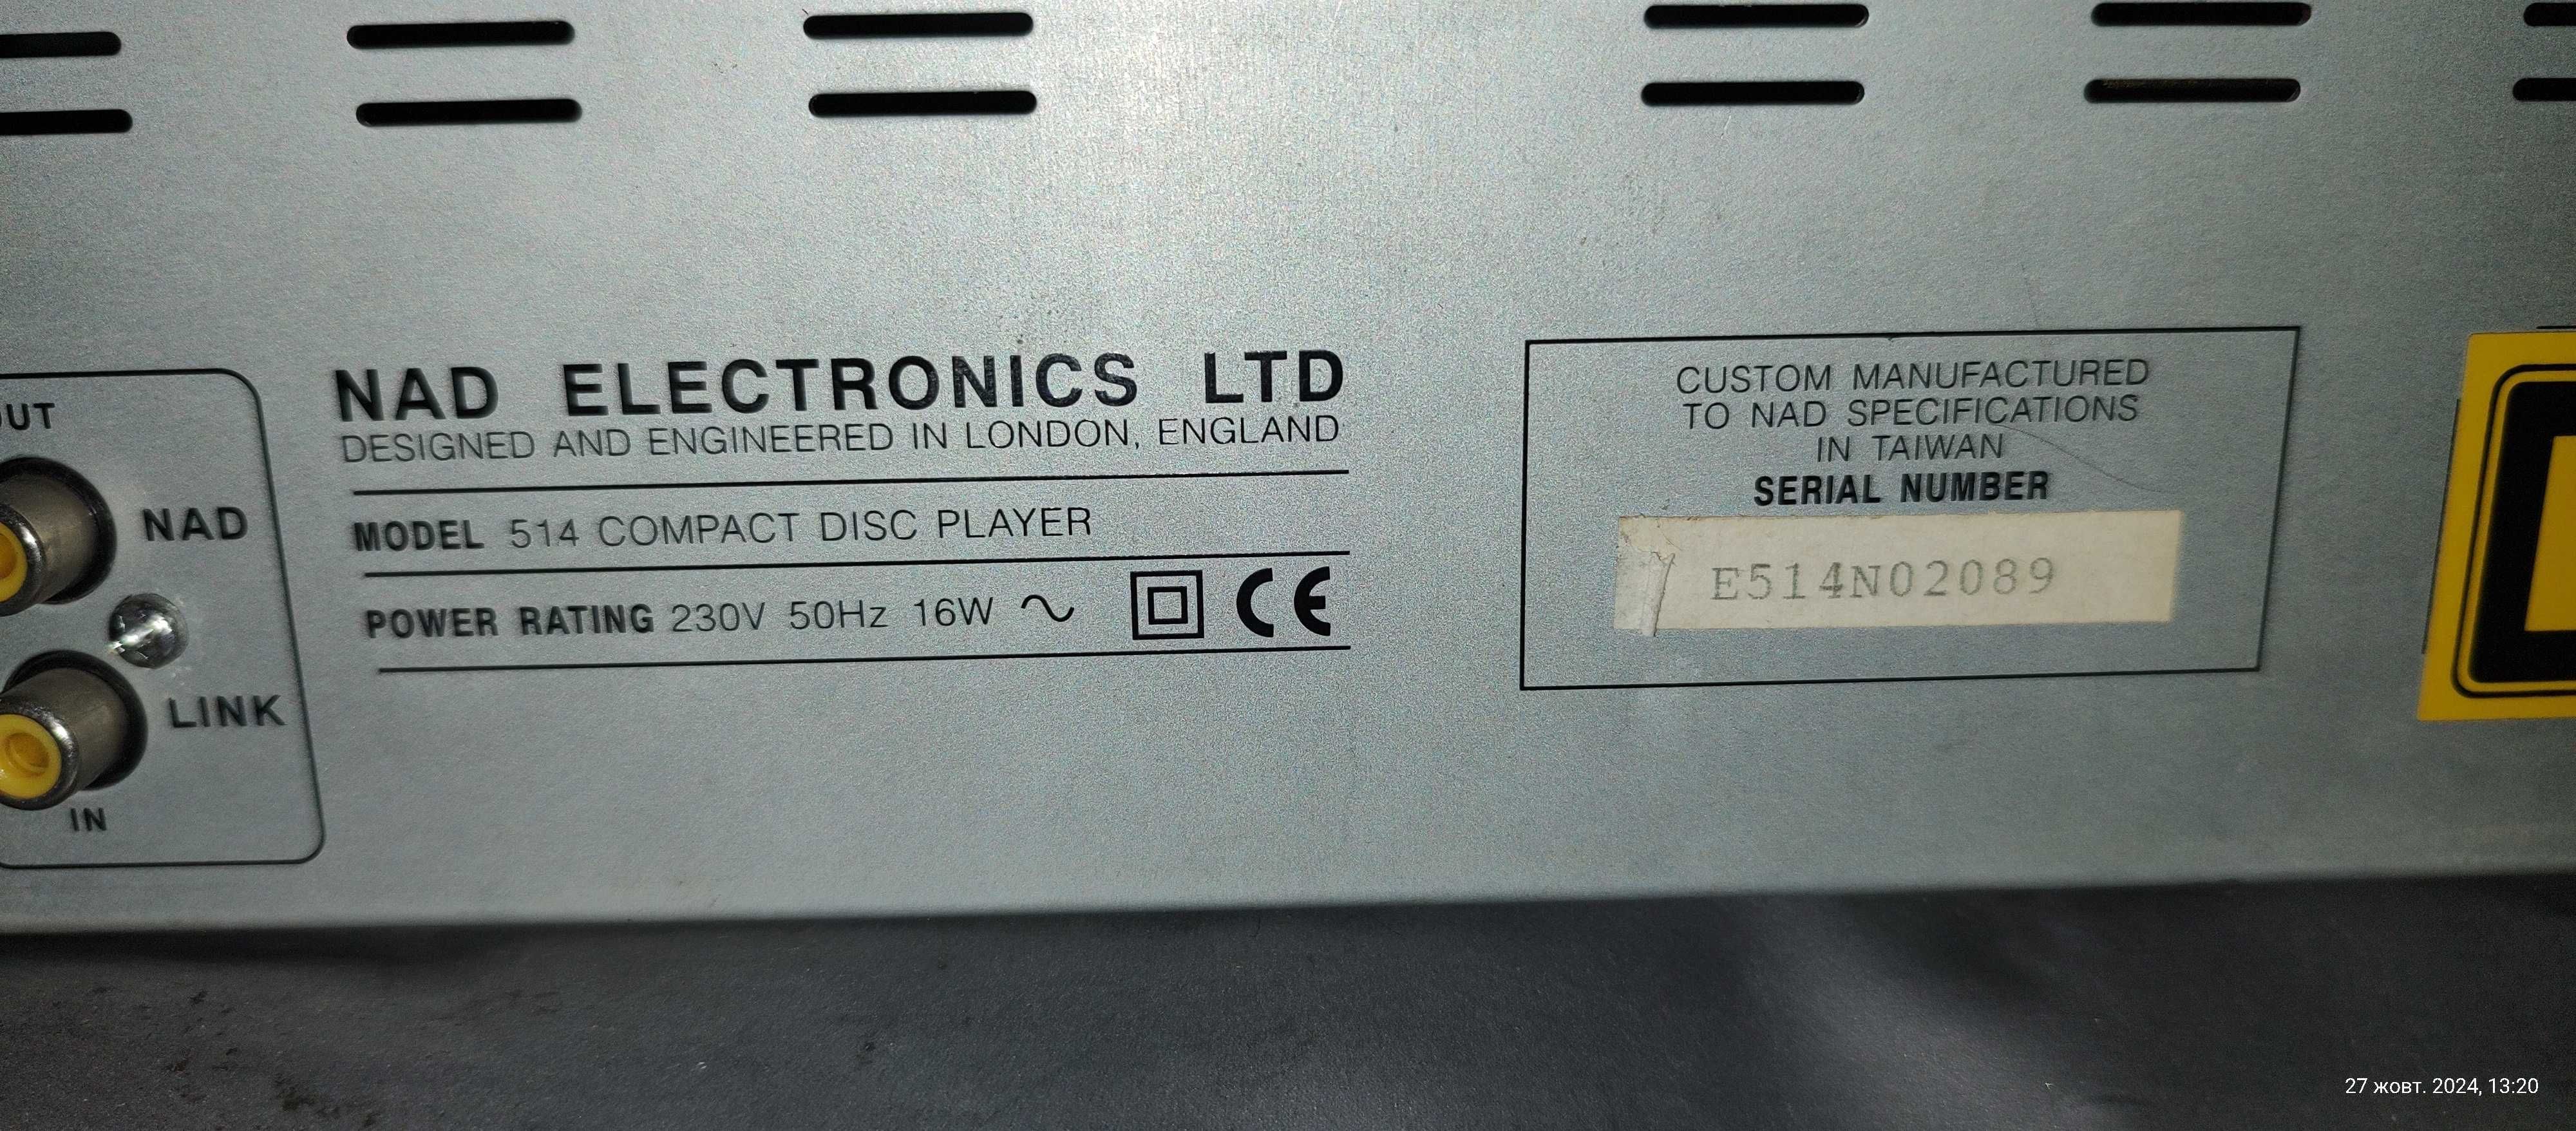 OUT
NAD
LINK
IN
NAD ELECTRONICS LTD
DESIGNED AND ENGINEERED IN LONDON, ENGLAND
MODEL 514 COMPACT DISC PLAYER
POWER RATING 230V 50Hz 16W ∿ CE
CUSTOM MANUFACTURED
TO NAD SPECIFICATIONS
IN TAIWAN
SERIAL NUMBER
E514N02089
27 жовт. 2024, 13:20